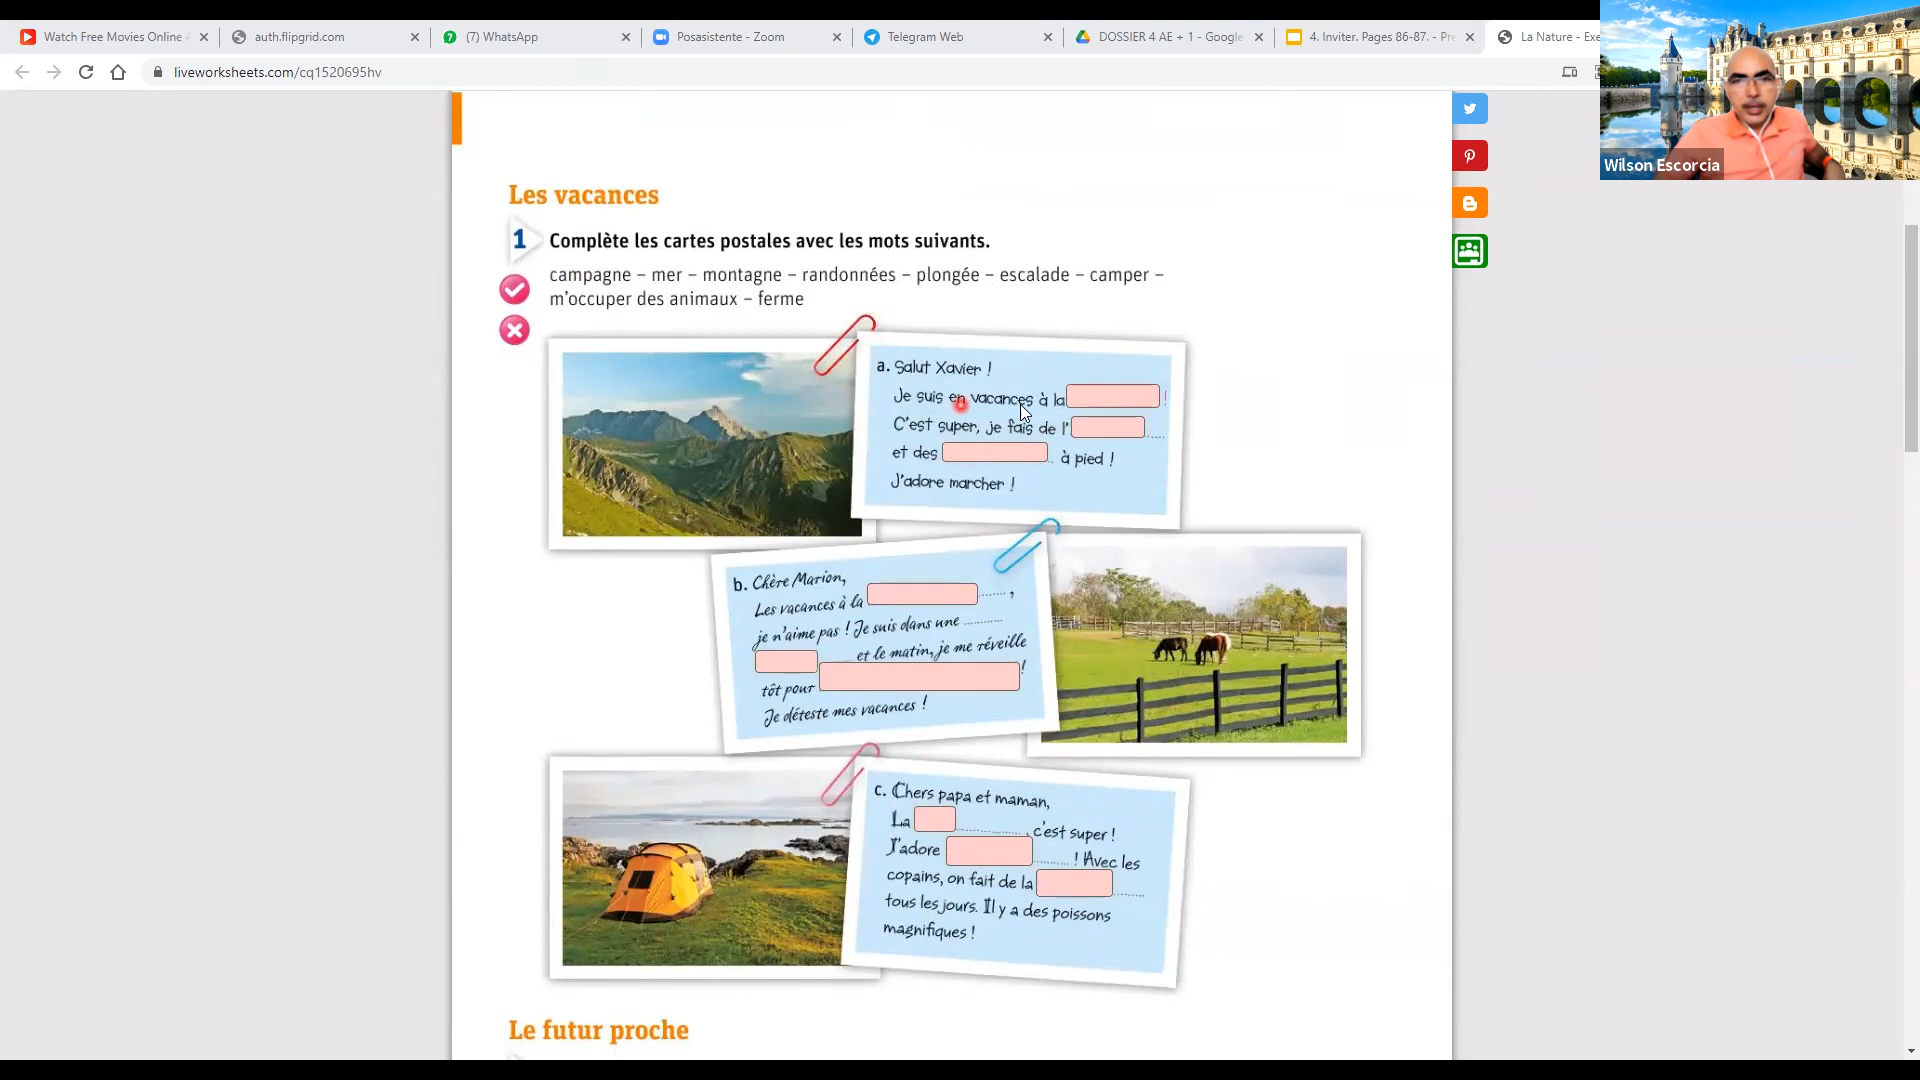 Watch Free Movies Online
auth.flipgrid.com
(7) WhatsApp
Posasistente - Zoom
Telegram Web
DOSSIER 4 AE + 1 - Google
4. Inviter. Pages 86-87. - Pre
La Nature - Exe
liveworksheets.com/cq1520695hv
Wilson Escorcia
Les vacances
1 Complète les cartes postales avec les mots suivants.
campagne – mer – montagne – randonnées – plongée – escalade – camper –
m'occuper des animaux – ferme
a. Salut Xavier !
Je suis en vacances à la !
C'est super, je fais de l'
et des à pied !
J'adore marcher !
b. Chère Marion,
Les vacances à la ,
je n'aime pas ! Je suis dans une
et le matin, je me réveille
tôt pour !
Je déteste mes vacances !
c. Chers papa et maman,
La , c'est super !
J'adore ! Avec les
copains, on fait de la
tous les jours. Il y a des poissons
magnifiques !
Le futur proche